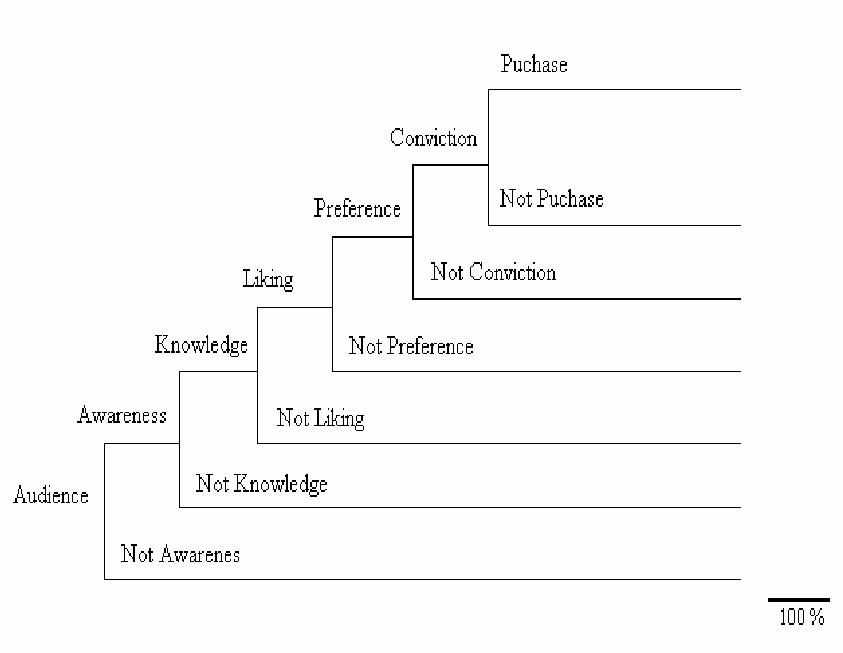 Puchase
Conviction
Not Puchase
Preference
Not Conviction
Liking
Not Preference
Knowledge
Not Liking
Awareness
Not Knowledge
Audience
Not Awarenes
100 %